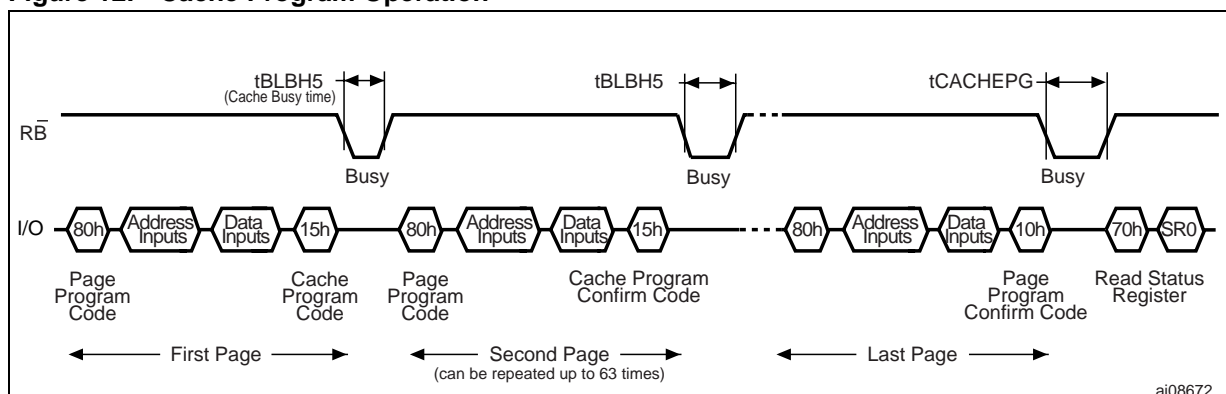 Figure 12. Cache Program Operation
tBLBH5
(Cache Busy time)
tBLBH5
tCACHEPG
RB
Busy
Busy
Busy
I/O
80h
Address
Inputs
Data
Inputs
15h
80h
Address
Inputs
Data
Inputs
15h
80h
Address
Inputs
Data
Inputs
10h
70h
SR0
Page
Program
Code
Cache
Program
Code
Page
Program
Code
Cache Program
Confirm Code
Page
Program
Confirm Code
Read Status
Register
First Page
Second Page
(can be repeated up to 63 times)
Last Page
ai08672